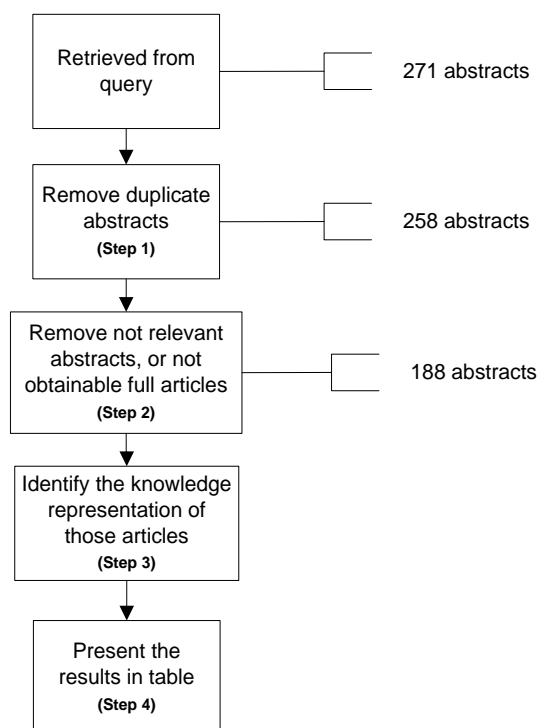 Retrieved from
query
271 abstracts
Remove duplicate
abstracts
(Step 1)
258 abstracts
Remove not relevant
abstracts, or not
obtainable full articles
(Step 2)
188 abstracts
Identify the knowledge
representation of
those articles
(Step 3)
Present the
results in table
(Step 4)